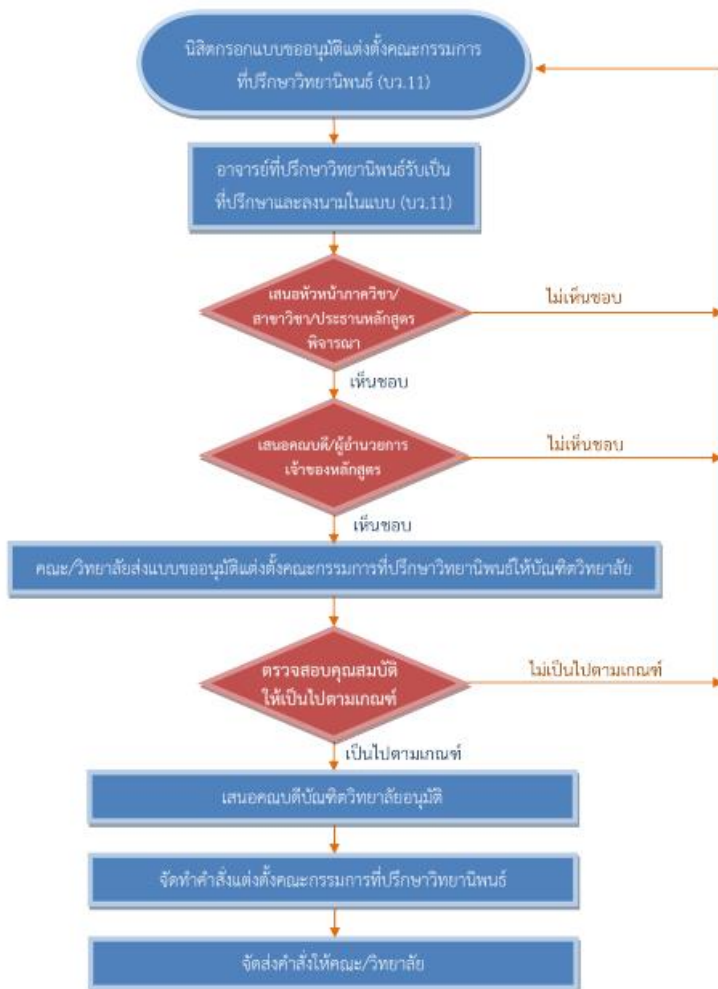 นิสิตกรอกแบบขออนุมัติแต่งตั้งคณะกรรมการ
ที่ปรึกษาวิทยานิพนธ์ (บว.11)
อาจารย์ที่ปรึกษาวิทยานิพนธ์รับเป็น
ที่ปรึกษาและลงนามในแบบ (บว.11)
เสนอหัวหน้าภาควิชา/
สาขาวิชา/ประธานหลักสูตร
พิจารณา
ไม่เห็นชอบ
เห็นชอบ
เสนอคณบดี/ผู้อำนวยการ
เจ้าของหลักสูตร
ไม่เห็นชอบ
เห็นชอบ
คณะ/วิทยาลัยส่งแบบขออนุมัติแต่งตั้งคณะกรรมการที่ปรึกษาวิทยานิพนธ์ให้บัณฑิตวิทยาลัย
ตรวจสอบคุณสมบัติ
ให้เป็นไปตามเกณฑ์
ไม่เป็นไปตามเกณฑ์
เป็นไปตามเกณฑ์
เสนอคณบดีบัณฑิตวิทยาลัยอนุมัติ
จัดทำคำสั่งแต่งตั้งคณะกรรมการที่ปรึกษาวิทยานิพนธ์
จัดส่งคำสั่งให้คณะ/วิทยาลัย